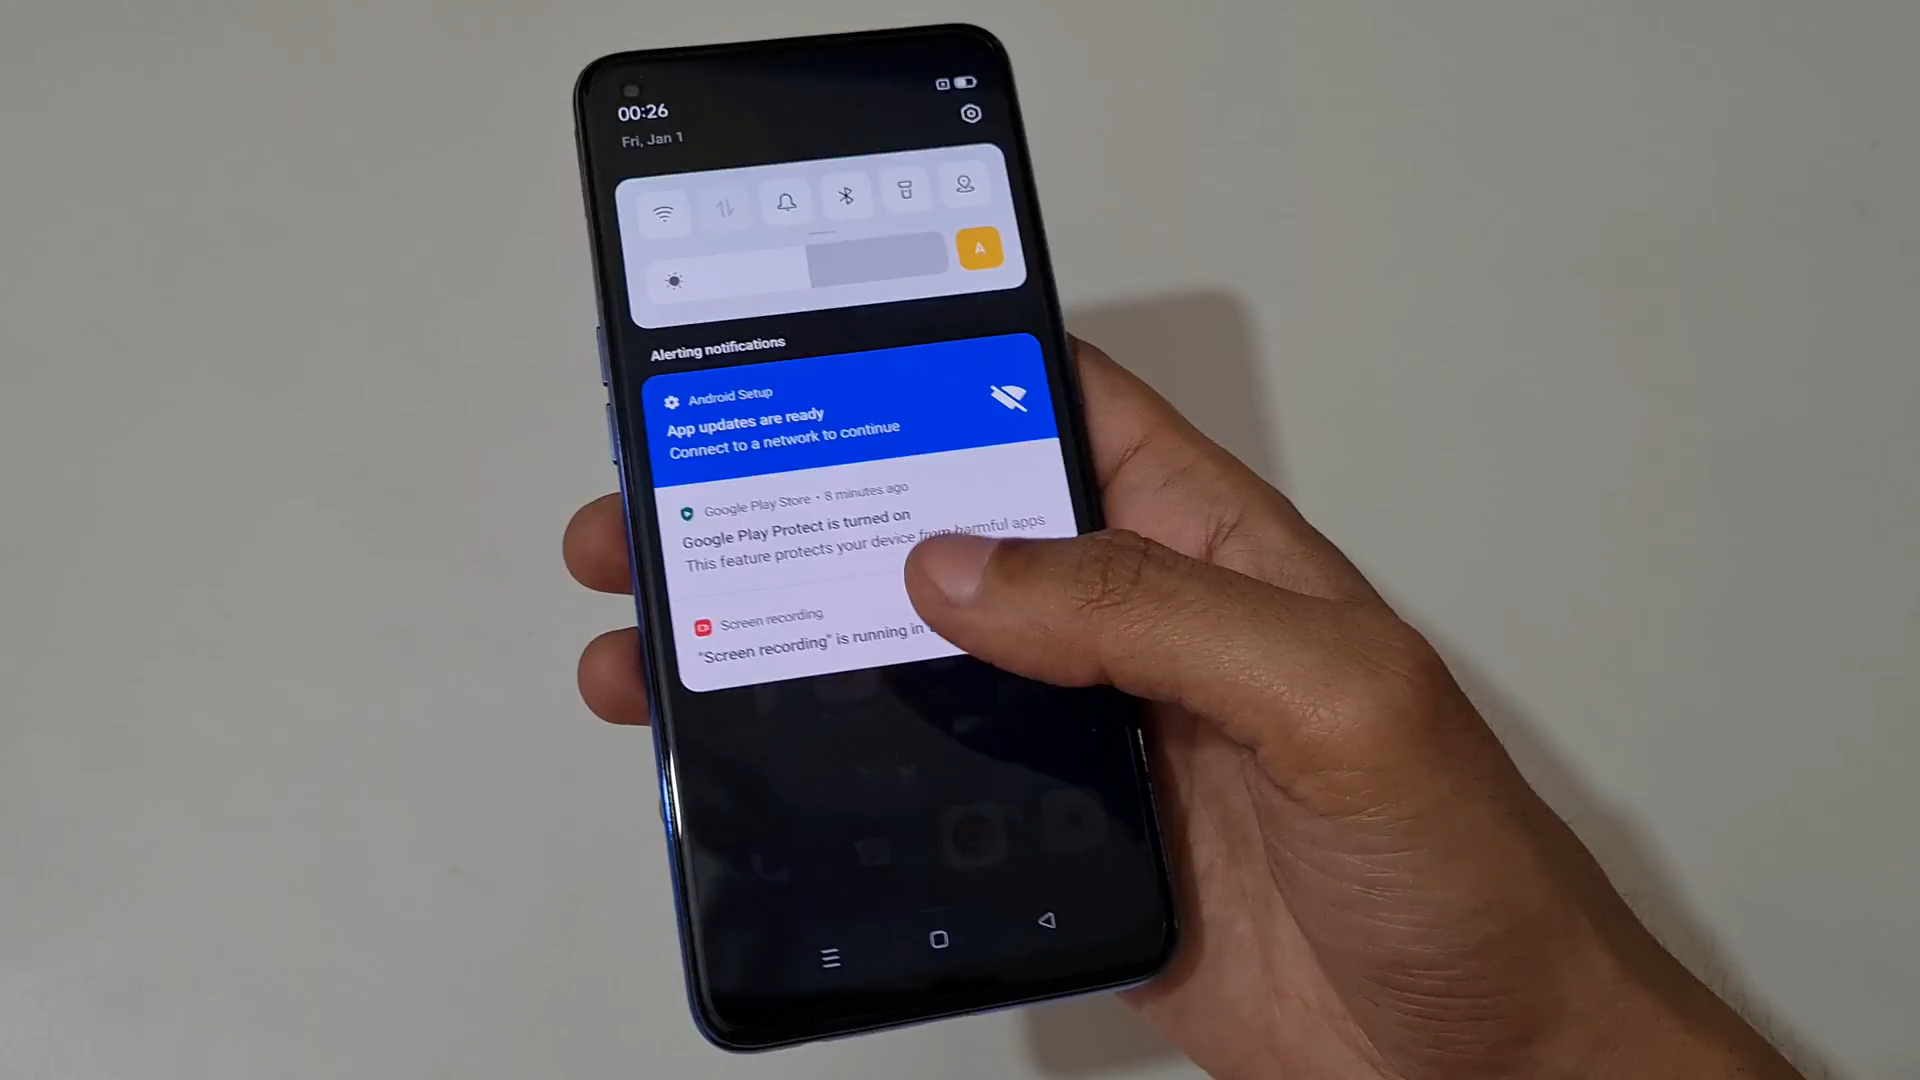 00:26
Fri, Jan 1
A
Alerting notifications
Android Setup
App updates are ready
Connect to a network to continue
Google Play Store • 8 minutes ago
Google Play Protect is turned on
This feature protects your device from harmful apps
Screen recording
"Screen recording" is running in